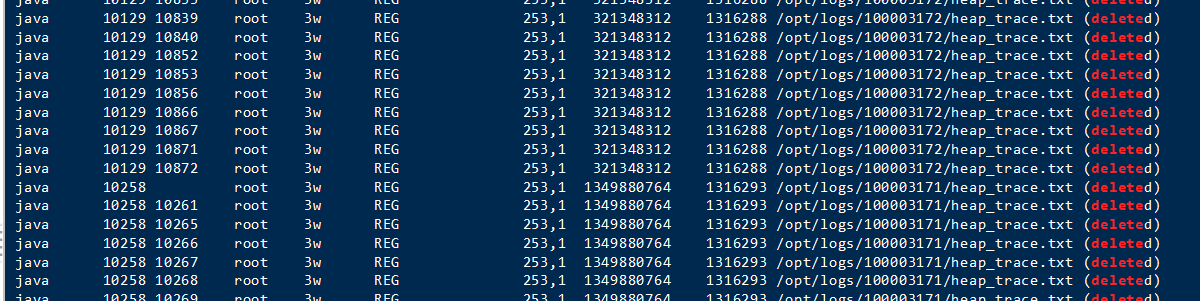 java 10129 10839 root 3w REG 253,1 321348312 1316288 /opt/logs/100003172/heap_trace.txt (deleted)
java 10129 10840 root 3w REG 253,1 321348312 1316288 /opt/logs/100003172/heap_trace.txt (deleted)
java 10129 10852 root 3w REG 253,1 321348312 1316288 /opt/logs/100003172/heap_trace.txt (deleted)
java 10129 10853 root 3w REG 253,1 321348312 1316288 /opt/logs/100003172/heap_trace.txt (deleted)
java 10129 10856 root 3w REG 253,1 321348312 1316288 /opt/logs/100003172/heap_trace.txt (deleted)
java 10129 10866 root 3w REG 253,1 321348312 1316288 /opt/logs/100003172/heap_trace.txt (deleted)
java 10129 10867 root 3w REG 253,1 321348312 1316288 /opt/logs/100003172/heap_trace.txt (deleted)
java 10129 10871 root 3w REG 253,1 321348312 1316288 /opt/logs/100003172/heap_trace.txt (deleted)
java 10129 10872 root 3w REG 253,1 321348312 1316288 /opt/logs/100003172/heap_trace.txt (deleted)
java 10258 root 3w REG 253,1 1349880764 1316293 /opt/logs/100003171/heap_trace.txt (deleted)
java 10258 10261 root 3w REG 253,1 1349880764 1316293 /opt/logs/100003171/heap_trace.txt (deleted)
java 10258 10265 root 3w REG 253,1 1349880764 1316293 /opt/logs/100003171/heap_trace.txt (deleted)
java 10258 10266 root 3w REG 253,1 1349880764 1316293 /opt/logs/100003171/heap_trace.txt (deleted)
java 10258 10267 root 3w REG 253,1 1349880764 1316293 /opt/logs/100003171/heap_trace.txt (deleted)
java 10258 10268 root 3w REG 253,1 1349880764 1316293 /opt/logs/100003171/heap_trace.txt (deleted)
java 10258 10269 root 3w REG 253,1 1349880764 1316293 /opt/logs/100003171/heap_trace.txt (deleted)